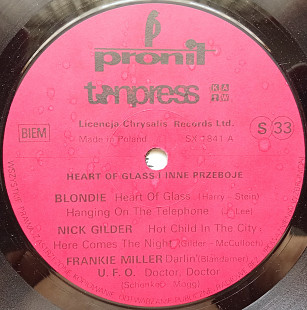 pronit
tonpress K A W
Licencja Chrysalis Records Ltd.
Made in Poland SX 1841 A
BIEM
S 33
HEART OF GLASS I INNE PRZEBOJE
BLONDIE Heart Of Glass (Harry - Stein)
Hanging On The Telephone (J. Lee)
NICK GILDER Hot Child In The City
Here Comes The Night (Gilder - McCulloch)
FRANKIE MILLER Darlin' (Blandamer)
U. F. O. Doctor, Doctor
(Schenker - Mogg)